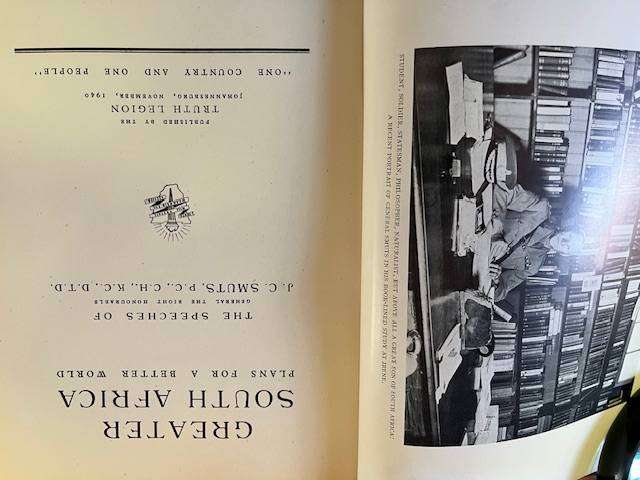 GREATER
SOUTH AFRICA
PLANS FOR A BETTER WORLD
THE SPEECHES OF
GENERAL THE RIGHT HONOURABLE
J. C. SMUTS, P.C., C.H., K.C., D.T.D.
PUBLISHED BY THE
TRUTH LEGION
JOHANNESBURG, NOVEMBER, 1940
"ONE COUNTRY AND ONE PEOPLE"
STUDENT, SOLDIER, STATESMAN, PHILOSOPHER, NATURALIST, BUT ABOVE ALL A GREAT SON OF SOUTH AFRICA!
A RECENT PORTRAIT OF GENERAL SMUTS IN HIS BOOK-LINED STUDY AT IRENE.